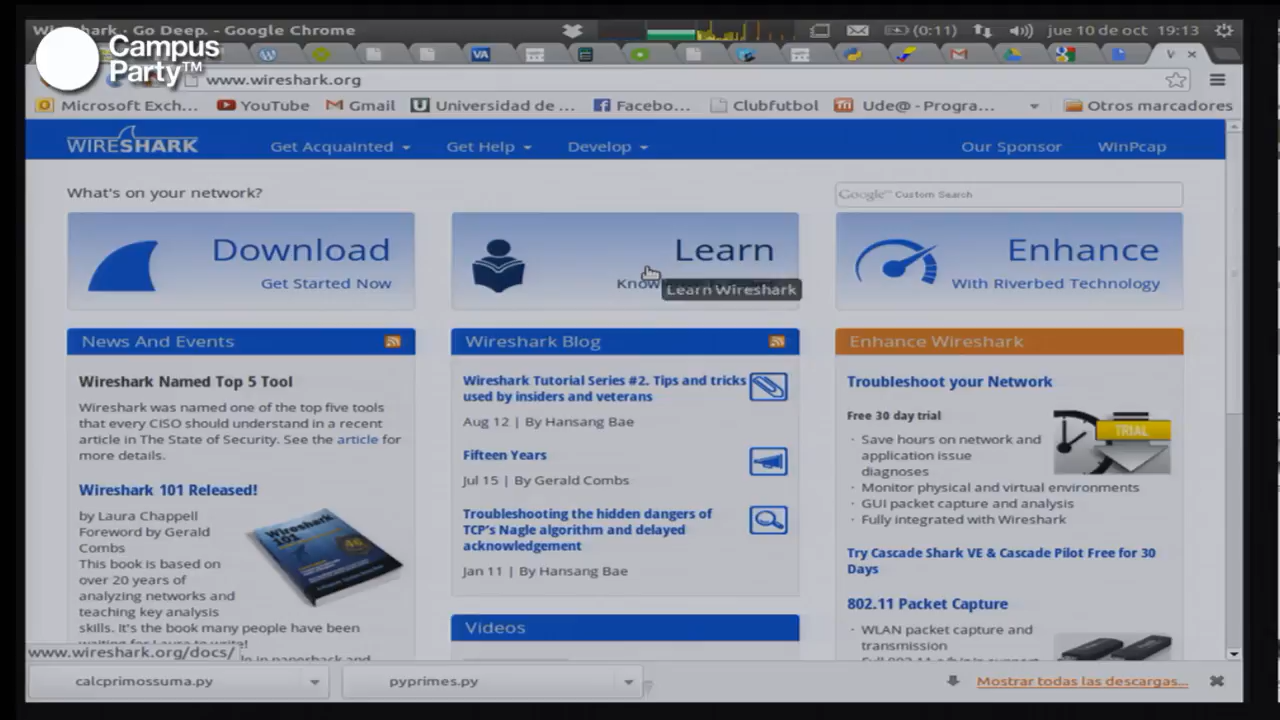 Wireshark · Go Deep. - Google Chrome
(0:11)
jue 10 de oct
19:13
Campus
Party™
VA
V
www.wireshark.org
Microsoft Exch...
YouTube
Gmail
Universidad de ...
Facebo...
Clubfutbol
Ude@ - Progra...
Otros marcadores
WIRESHARK
Get Acquainted
Get Help
Develop
Our Sponsor
WinPcap
What's on your network?
Google™ Custom Search
Download
Get Started Now
Learn
Know
Learn Wireshark
Enhance
With Riverbed Technology
News And Events
Wireshark Named Top 5 Tool
Wireshark was named one of the top five tools
that every CISO should understand in a recent
article in The State of Security. See the article for
more details.
Wireshark 101 Released!
by Laura Chappell
Foreword by Gerald
Combs
This book is based on
over 20 years of
analyzing networks and
teaching key analysis
skills. It's the book many people have been
Wireshark
101
Wireshark Blog
Wireshark Tutorial Series #2. Tips and tricks
used by insiders and veterans
Aug 12 | By Hansang Bae
Fifteen Years
Jul 15 | By Gerald Combs
Troubleshooting the hidden dangers of
TCP's Nagle algorithm and delayed
acknowledgement
Jan 11 | By Hansang Bae
Videos
Enhance Wireshark
Troubleshoot your Network
Free 30 day trial
· Save hours on network and
application issue
diagnoses
· Monitor physical and virtual environments
· GUI packet capture and analysis
· Fully integrated with Wireshark
TRIAL
Try Cascade Shark VE & Cascade Pilot Free for 30
Days
802.11 Packet Capture
· WLAN packet capture and
transmission
www.wireshark.org/docs/
calcprimossuma.py
pyprimes.py
Mostrar todas las descargas...